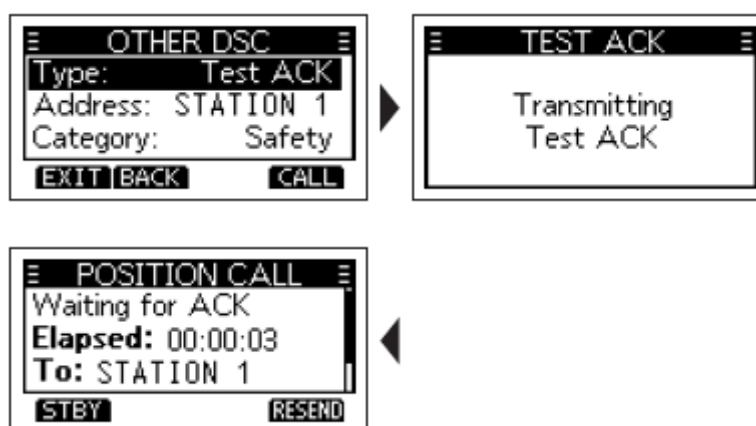 OTHER DSC
Type: Test ACK
Address: STATION 1
Category: Safety
EXIT BACK CALL
TEST ACK
Transmitting
Test ACK
POSITION CALL
Waiting for ACK
Elapsed: 00:00:03
To: STATION 1
STBY RESEND